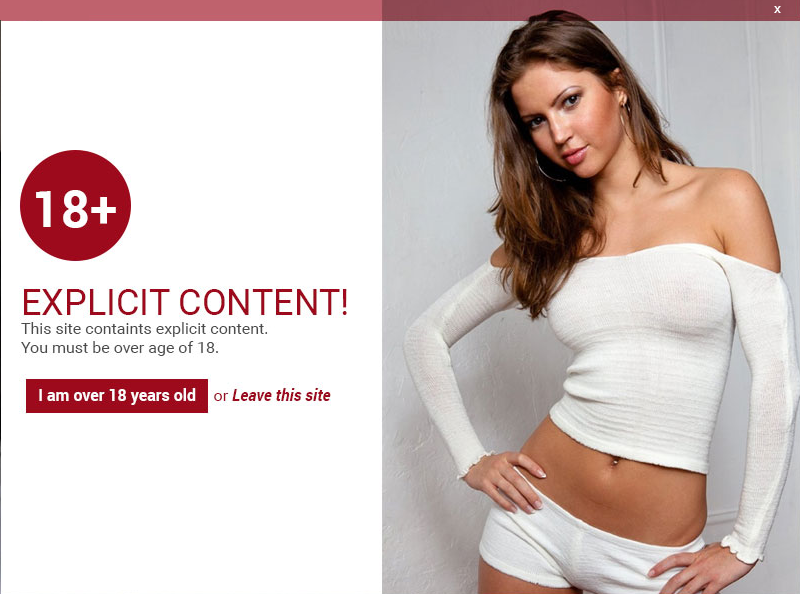 x
18+
EXPLICIT CONTENT!
This site containts explicit content.
You must be over age of 18.
I am over 18 years old or Leave this site